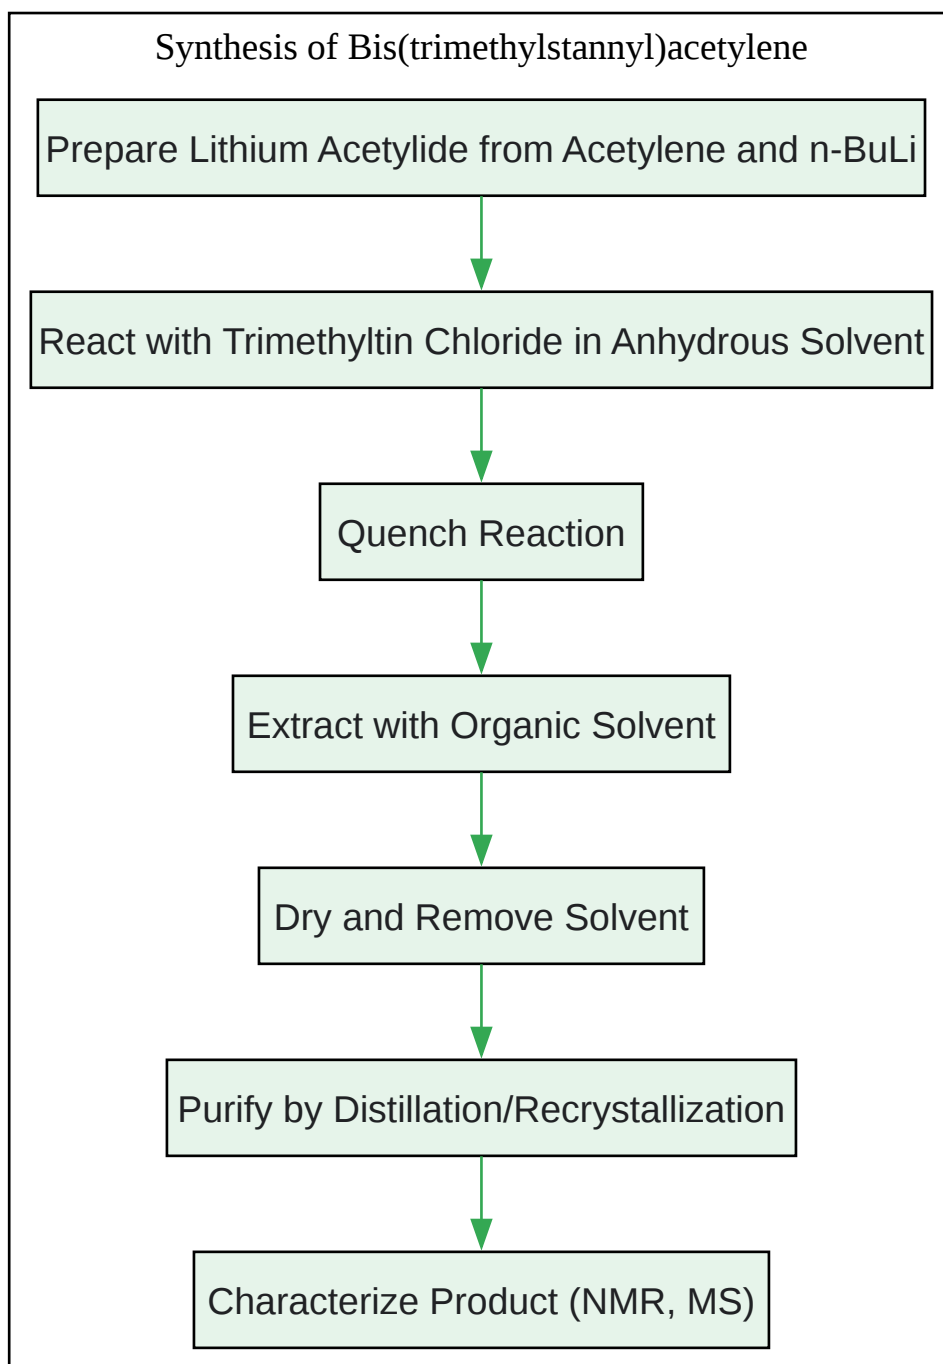 Synthesis of Bis(trimethylstannyl)acetylene
Prepare Lithium Acetylide from Acetylene and n-BuLi
React with Trimethyltin Chloride in Anhydrous Solvent
Quench Reaction
Extract with Organic Solvent
Dry and Remove Solvent
Purify by Distillation/Recrystallization
Characterize Product (NMR, MS)